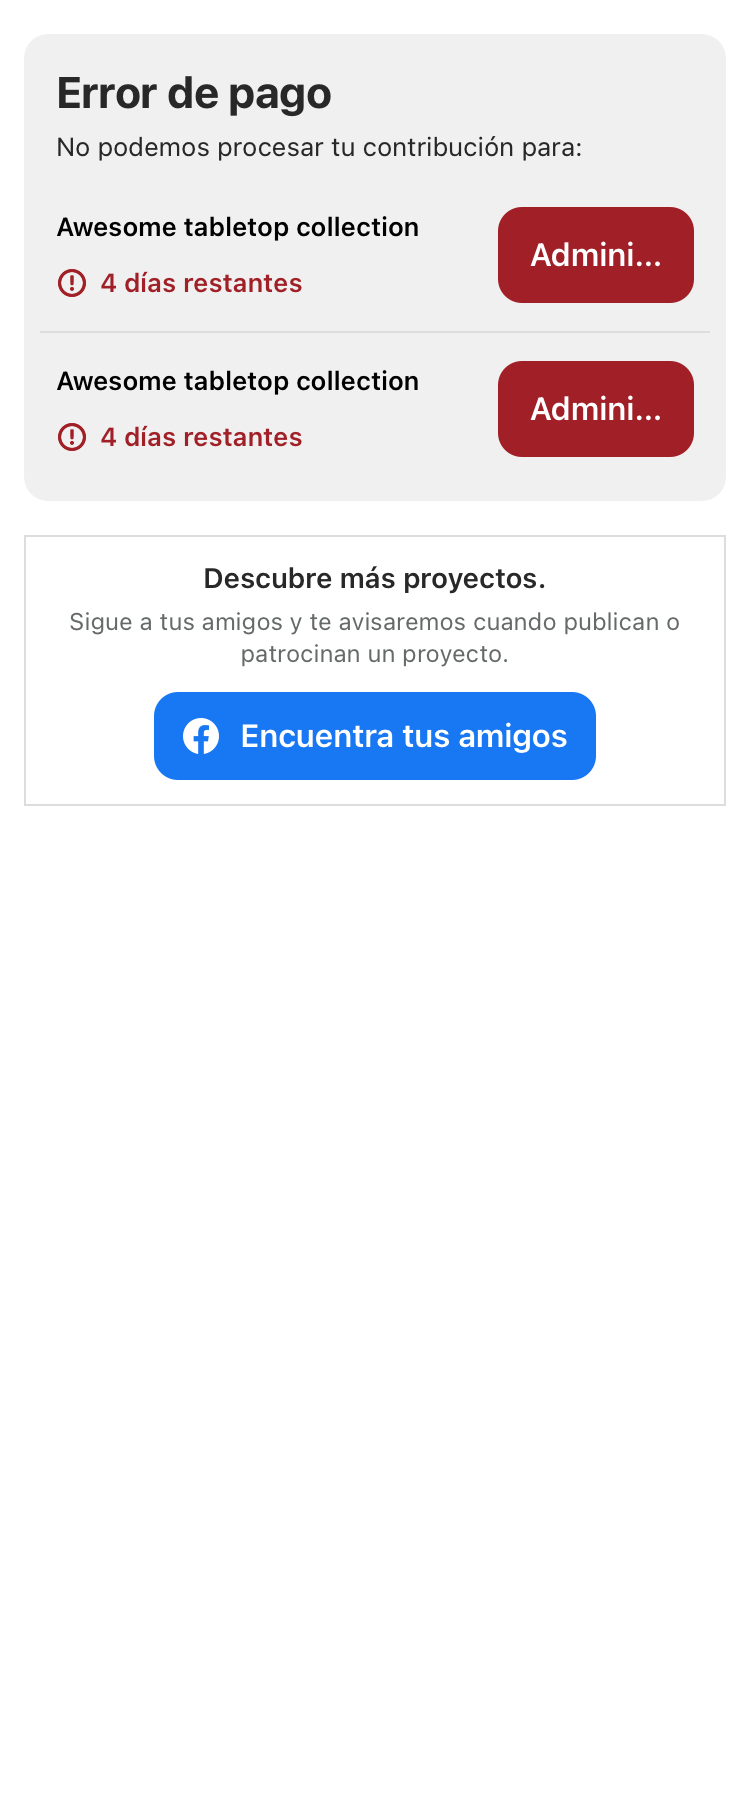 Error de pago
No podemos procesar tu contribución para:
Awesome tabletop collection
4 días restantes
Admini...
Awesome tabletop collection
4 días restantes
Admini...
Descubre más proyectos.
Sigue a tus amigos y te avisaremos cuando publican o
patrocinan un proyecto.
Encuentra tus amigos